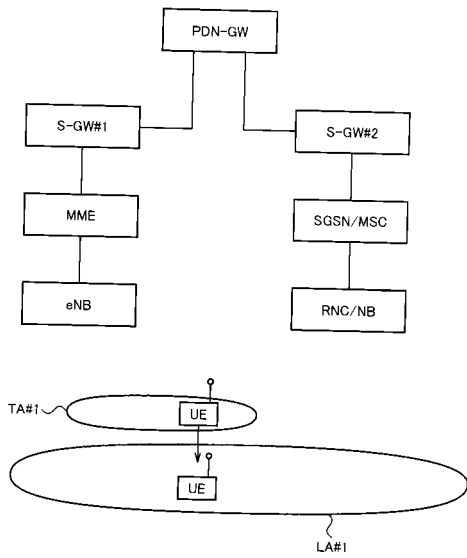 PDN-GW
S-GW#1
S-GW#2
MME
SGSN/MSC
eNB
RNC/NB
TA#1
UE
UE
LA#1